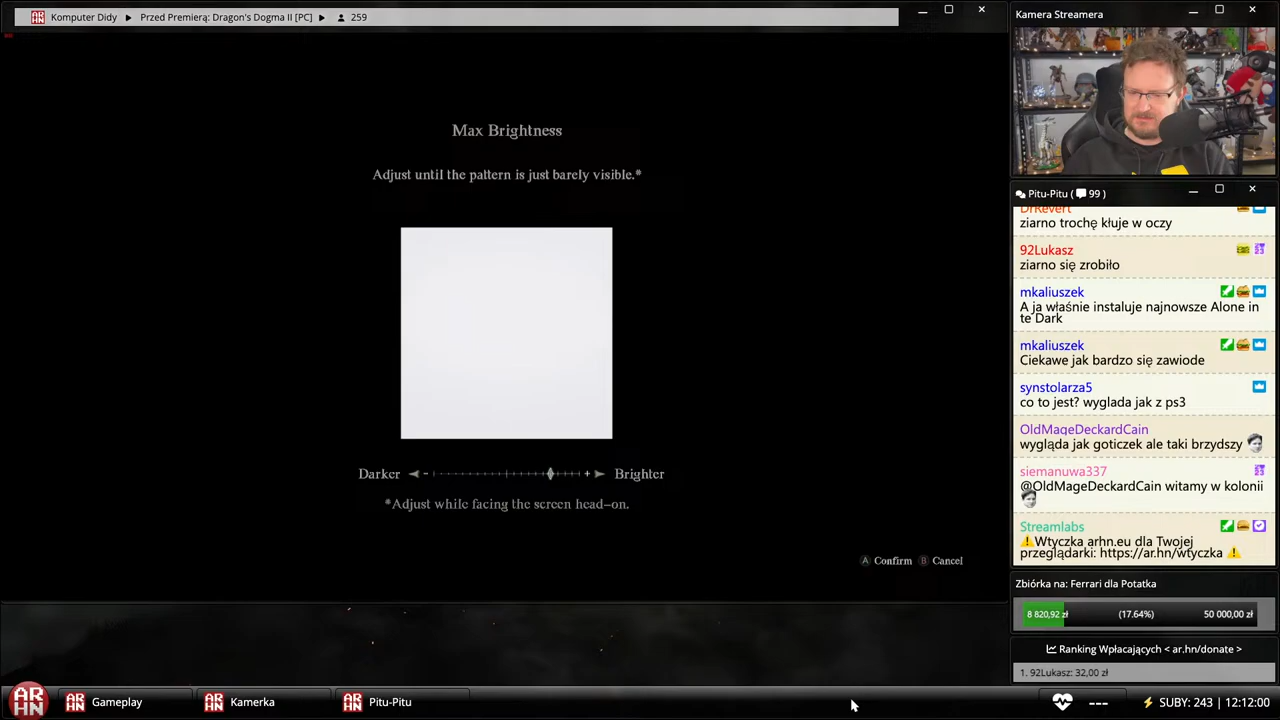 Komputer Didy ▶ Przed Premierą: Dragon's Dogma II [PC] ▶ 259
Max Brightness
Adjust until the pattern is just barely visible.*
Darker Brighter
*Adjust while facing the screen head-on.
A Confirm B Cancel
Kamera Streamera
Pitu-Pitu ( 99 )
DrRevert
ziarno trochę kłuje w oczy
92Lukasz
ziarno się zrobiło
mkaliuszek
A ja właśnie instaluje najnowsze Alone in
te Dark
mkaliuszek
Ciekawe jak bardzo się zawiode
synstolarza5
co to jest? wyglada jak z ps3
OldMageDeckardCain
wygląda jak goticzek ale taki brzydszy
siemanuwa337
@OldMageDeckardCain witamy w kolonii
Streamlabs
⚠Wtyczka arhn.eu dla Twojej
przeglądarki: https://ar.hn/wtyczka ⚠
Zbiórka na: Ferrari dla Potatka
8 820,92 zł (17.64%) 50 000,00 zł
Ranking Wpłacających < ar.hn/donate >
1. 92Lukasz: 32,00 zł
ARHN Gameplay ARHN Kamerka ARHN Pitu-Pitu
--- SUBY: 243 | 12:12:00